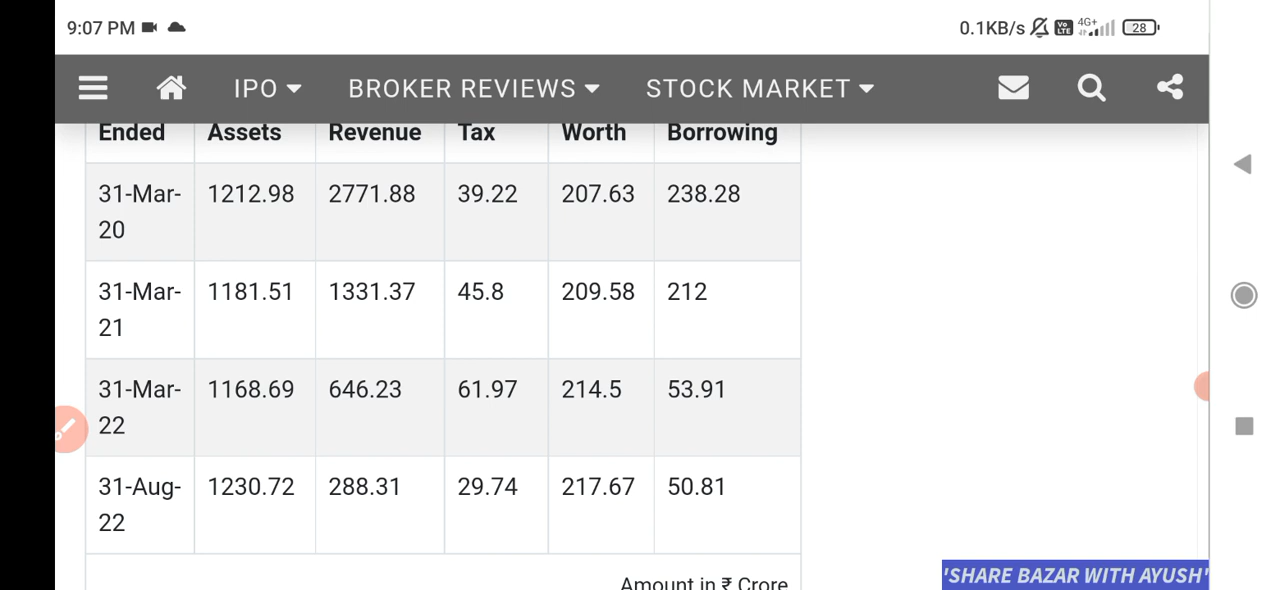 9:07 PM 0.1KB/s Vo LTE 4G+ 28
IPO BROKER REVIEWS STOCK MARKET
Ended Assets Revenue Tax Worth Borrowing
31-Mar- 1212.98 2771.88 39.22 207.63 238.28
20
31-Mar- 1181.51 1331.37 45.8 209.58 212
21
31-Mar- 1168.69 646.23 61.97 214.5 53.91
22
31-Aug- 1230.72 288.31 29.74 217.67 50.81
22
Amount in ₹ Crore
'SHARE BAZAR WITH AYUSH'